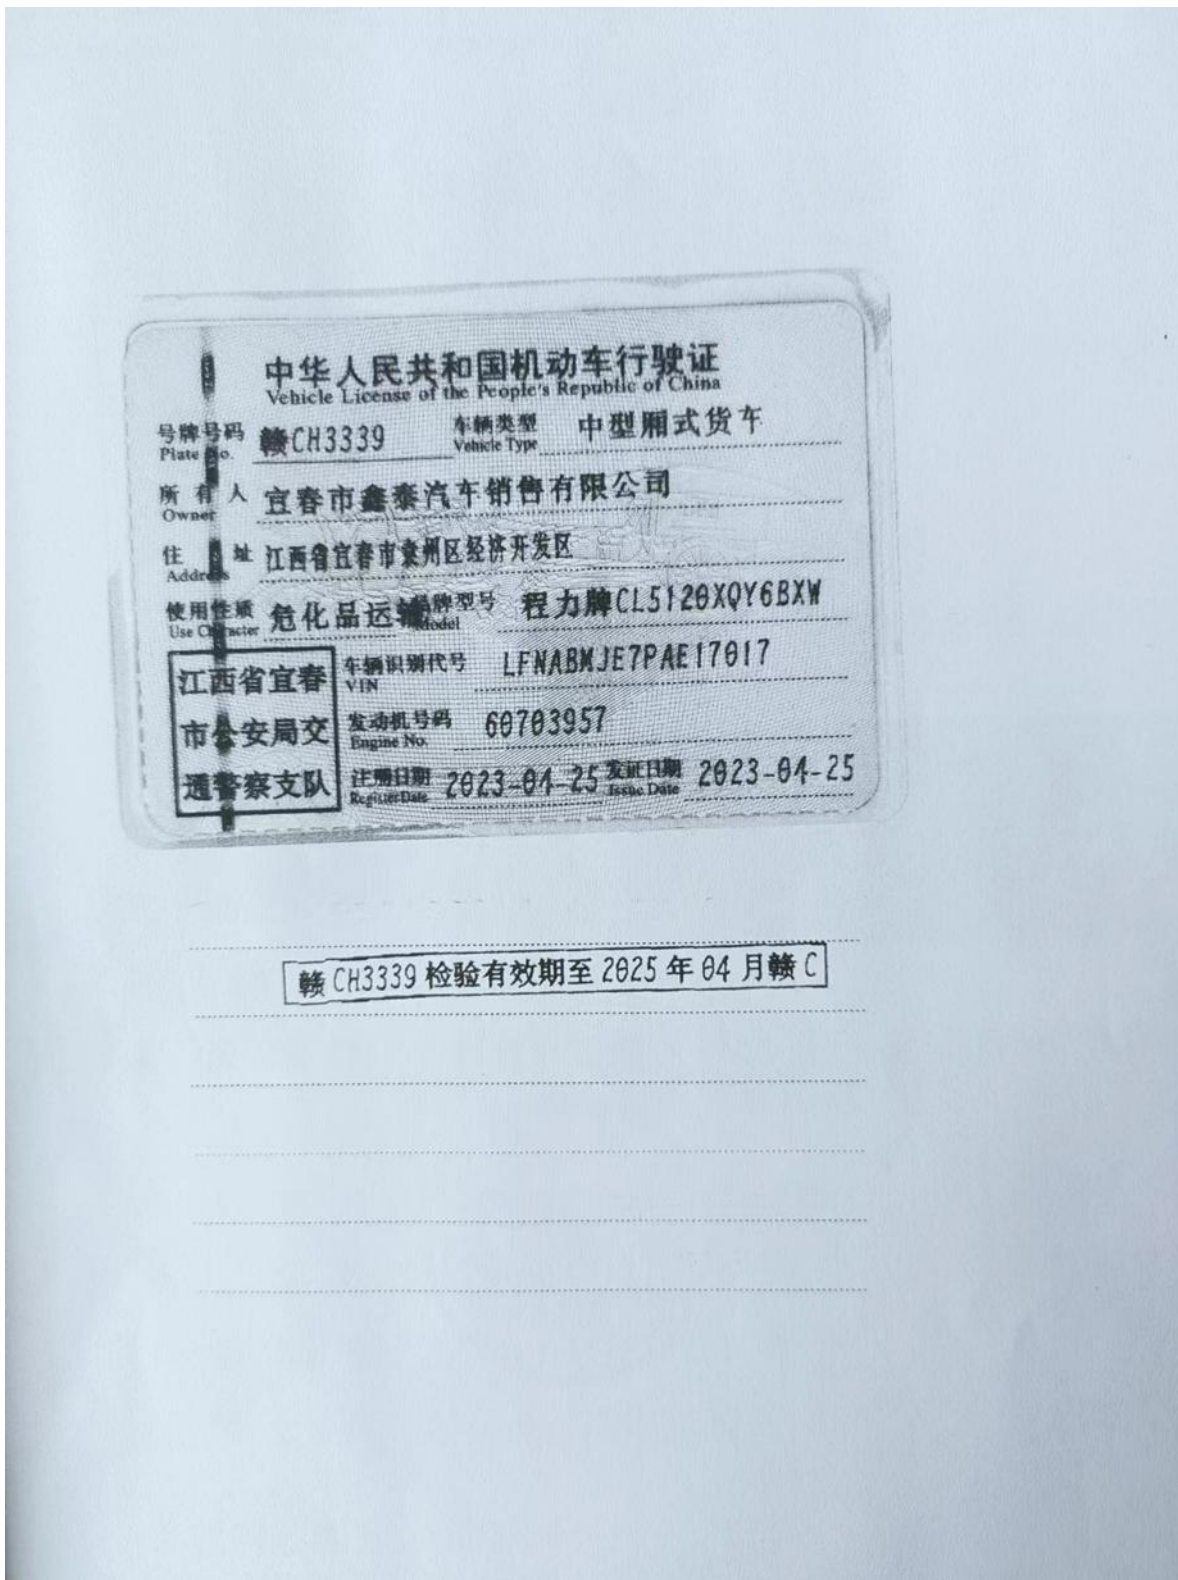 中华人民共和国机动车行驶证
Vehicle License of the People's Republic of China
号牌号码 赣CH3339 车辆类型 中型厢式货车
Plate No. Vehicle Type
所有人 宜春市鑫泰汽车销售有限公司
Owner
住址 江西省宜春市袁州区经济开发区
Address
使用性质 危化品运输 品牌型号 程力牌CL5120XQY6BXW
Use Character Model
江西省宜春 车辆识别代号 LFNABMJE7PAE17017
VIN
市公安局交 发动机号码 60703957
Engine No.
通警察支队 注册日期 2023-04-25 发证日期 2023-04-25
Register Date Issue Date
赣CH3339检验有效期至2025年04月赣C